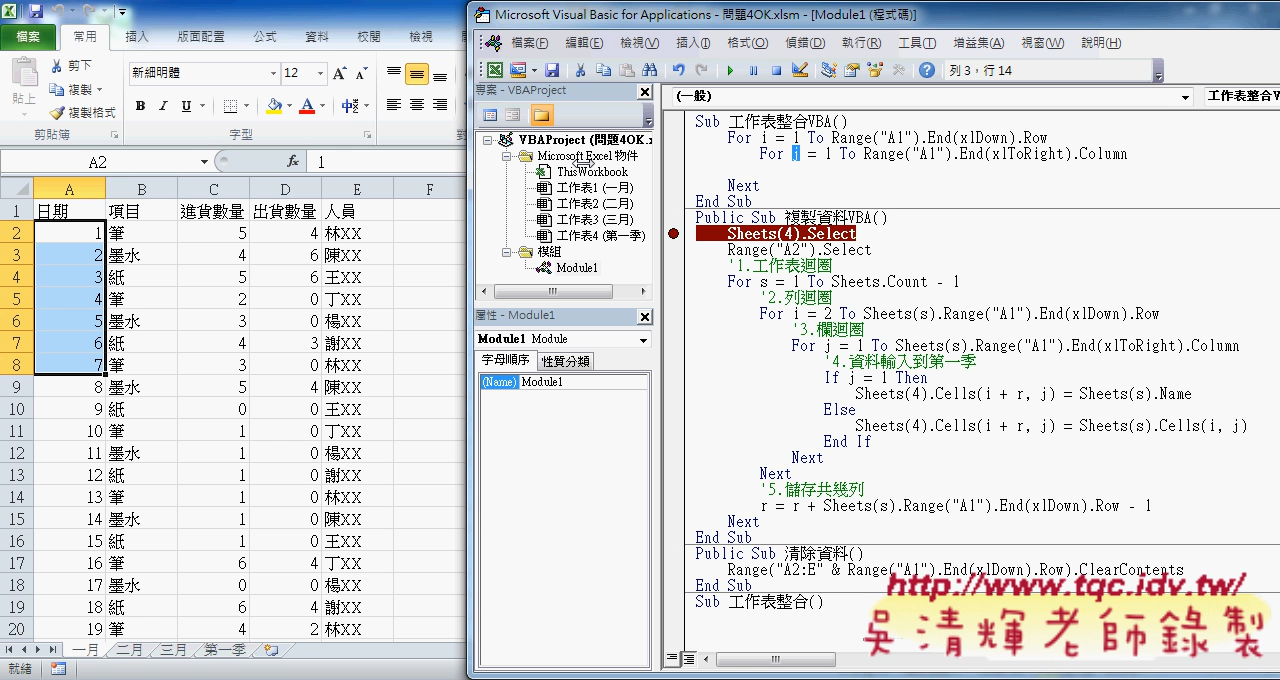 Microsoft Visual Basic for Applications - 問題4OK.xlsm - [Module1 (程式碼)]
檔案 常用 插入 版面配置 公式 資料 校閱 檢視
檔案(F) 編輯(E) 檢視(V) 插入(I) 格式(O) 偵錯(D) 執行(R) 工具(T) 增益集(A) 視窗(W) 說明(H)
貼上 剪下 複製 複製格式
剪貼簿
新細明體 12
B I U
字型
列 3，行 14
專案 - VBAProject
VBAProject (問題4OK.x
Microsoft Excel 物件
ThisWorkbook
工作表1 (一月)
工作表2 (二月)
工作表3 (三月)
工作表4 (第一季)
模組
Module1
屬性 - Module1
Module1 Module
字母順序 性質分類
(Name) Module1
A2 fx 1
A B C D E F
1 日期 項目 進貨數量 出貨數量 人員
2 1 筆 5 4 林XX
3 2 墨水 4 6 陳XX
4 3 紙 5 6 王XX
5 4 筆 2 0 丁XX
6 5 墨水 3 0 楊XX
7 6 紙 4 3 謝XX
8 7 筆 3 0 林XX
9 8 墨水 5 4 陳XX
10 9 紙 0 0 王XX
11 10 筆 1 0 丁XX
12 11 墨水 1 0 楊XX
13 12 紙 1 0 謝XX
14 13 筆 1 0 林XX
15 14 墨水 1 0 陳XX
16 15 紙 1 0 王XX
17 16 筆 6 4 丁XX
18 17 墨水 0 0 楊XX
19 18 紙 6 4 謝XX
20 19 筆 4 2 林XX
一月 二月 三月 第一季
就緒
(一般) 工作表整合V
Sub 工作表整合VBA()
For i = 1 To Range("A1").End(xlDown).Row
For j = 1 To Range("A1").End(xlToRight).Column
Next
End Sub
Public Sub 複製資料VBA()
Sheets(4).Select
Range("A2").Select
'1.工作表迴圈
For s = 1 To Sheets.Count - 1
'2.列迴圈
For i = 2 To Sheets(s).Range("A1").End(xlDown).Row
'3.欄迴圈
For j = 1 To Sheets(s).Range("A1").End(xlToRight).Column
'4.資料輸入到第一季
If j = 1 Then
Sheets(4).Cells(i + r, j) = Sheets(s).Name
Else
Sheets(4).Cells(i + r, j) = Sheets(s).Cells(i, j)
End If
Next
Next
'5.儲存共幾列
r = r + Sheets(s).Range("A1").End(xlDown).Row - 1
Next
End Sub
Public Sub 清除資料()
Range("A2:E" & Range("A1").End(xlDown).Row).ClearContents
End Sub
Sub 工作表整合()
http://www.tqc.idv.tw/
吳清輝老師錄製